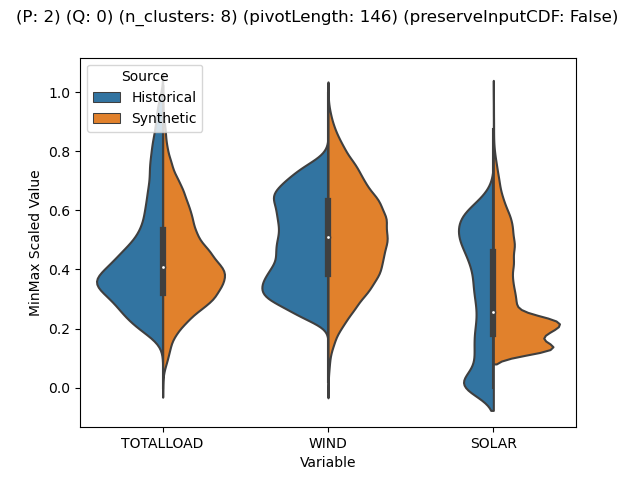 (P: 2) (Q: 0) (n_clusters: 8) (pivotLength: 146) (preserveInputCDF: False)
Source
Historical
Synthetic
1.0
0.8
0.6
0.4
0.2
0.0
MinMax Scaled Value
TOTALLOAD
WIND
SOLAR
Variable